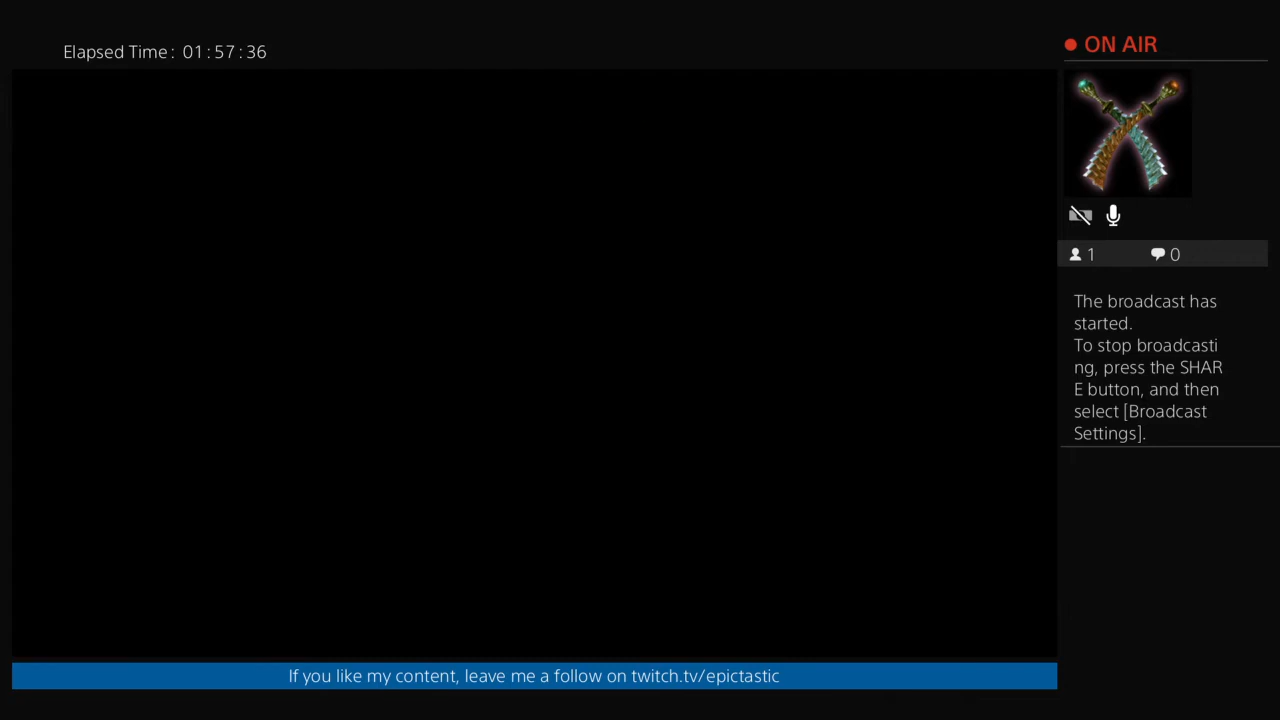 Elapsed Time: 01:57:36
ON AIR
1 0
The broadcast has
started.
To stop broadcasti
ng, press the SHAR
E button, and then
select [Broadcast
Settings].
If you like my content, leave me a follow on twitch.tv/epictastic